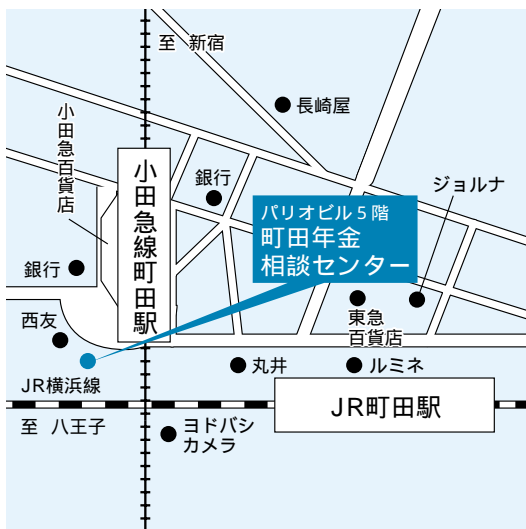 至 新宿
長崎屋
小田急百貨店
小田急線町田駅
銀行
ジョルナ
パリオビル5階
町田年金
相談センター
銀行
東急
百貨店
西友
丸井
ルミネ
JR横浜線
JR町田駅
至 八王子
ヨドバシ
カメラ